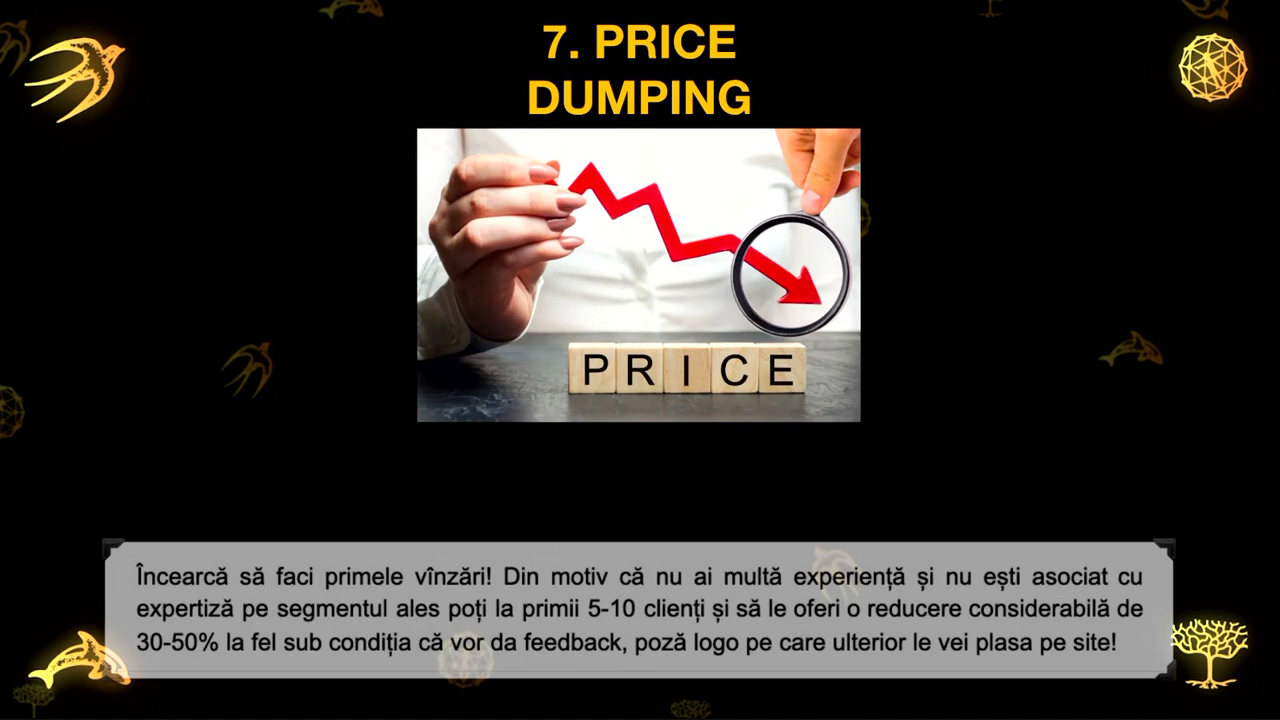 7. PRICE
DUMPING
PRICE
Încearcă să faci primele vînzări! Din motiv că nu ai multă experiență și nu ești asociat cu
expertiză pe segmentul ales poți la primii 5-10 clienți și să le oferi o reducere considerabilă de
30-50% la fel sub condiția că vor da feedback, poză logo pe care ulterior le vei plasa pe site!